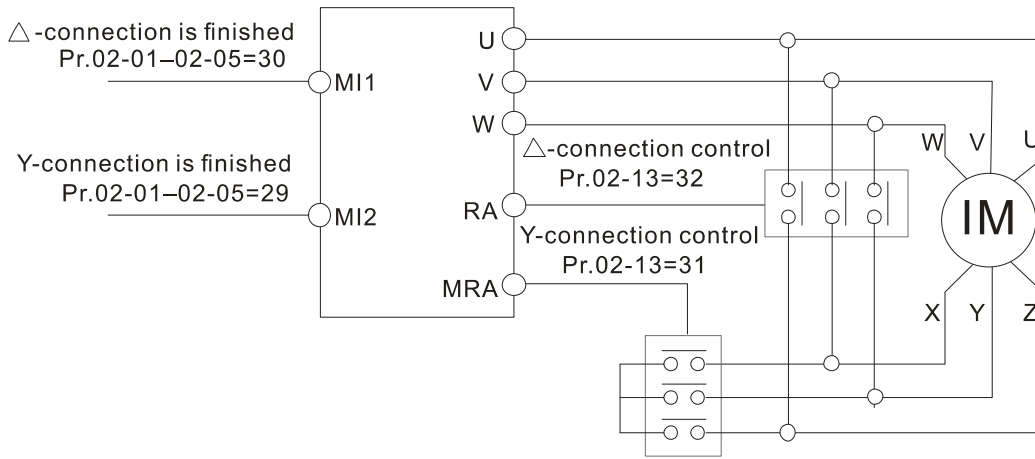 △-connection is finished
Pr.02-01–02-05=30
MI1
Y-connection is finished
Pr.02-01–02-05=29
MI2
U
V
W
RA
MRA
△-connection control
Pr.02-13=32
Y-connection control
Pr.02-13=31
W V U
IM
X Y Z